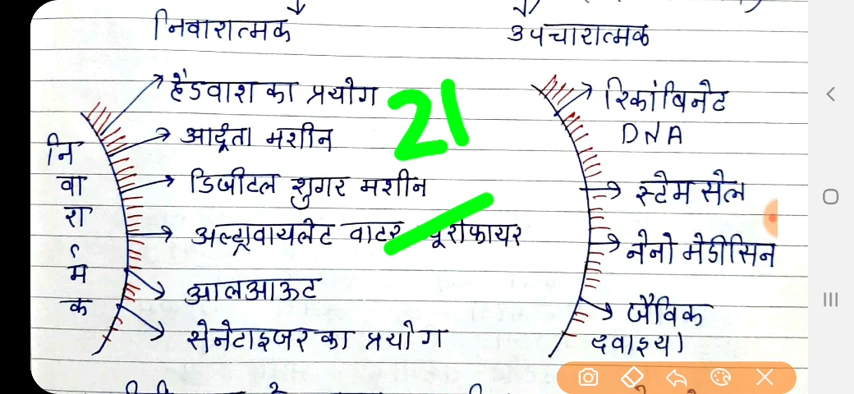 निवारात्मक
उपचारात्मक
हैंडवाश का प्रयोग
21
आर्द्रता मशीन
डिजीटल शुगर मशीन
अल्ट्रावायलेट वाटर प्यूरीफायर
आलआऊट
सेनेटाइजर का प्रयोग
नि
वा
रा
र्म
क
रिकांबिनेट
DNA
स्टेम सेल
नैनो मेडीसिन
जैविक
दवाइया